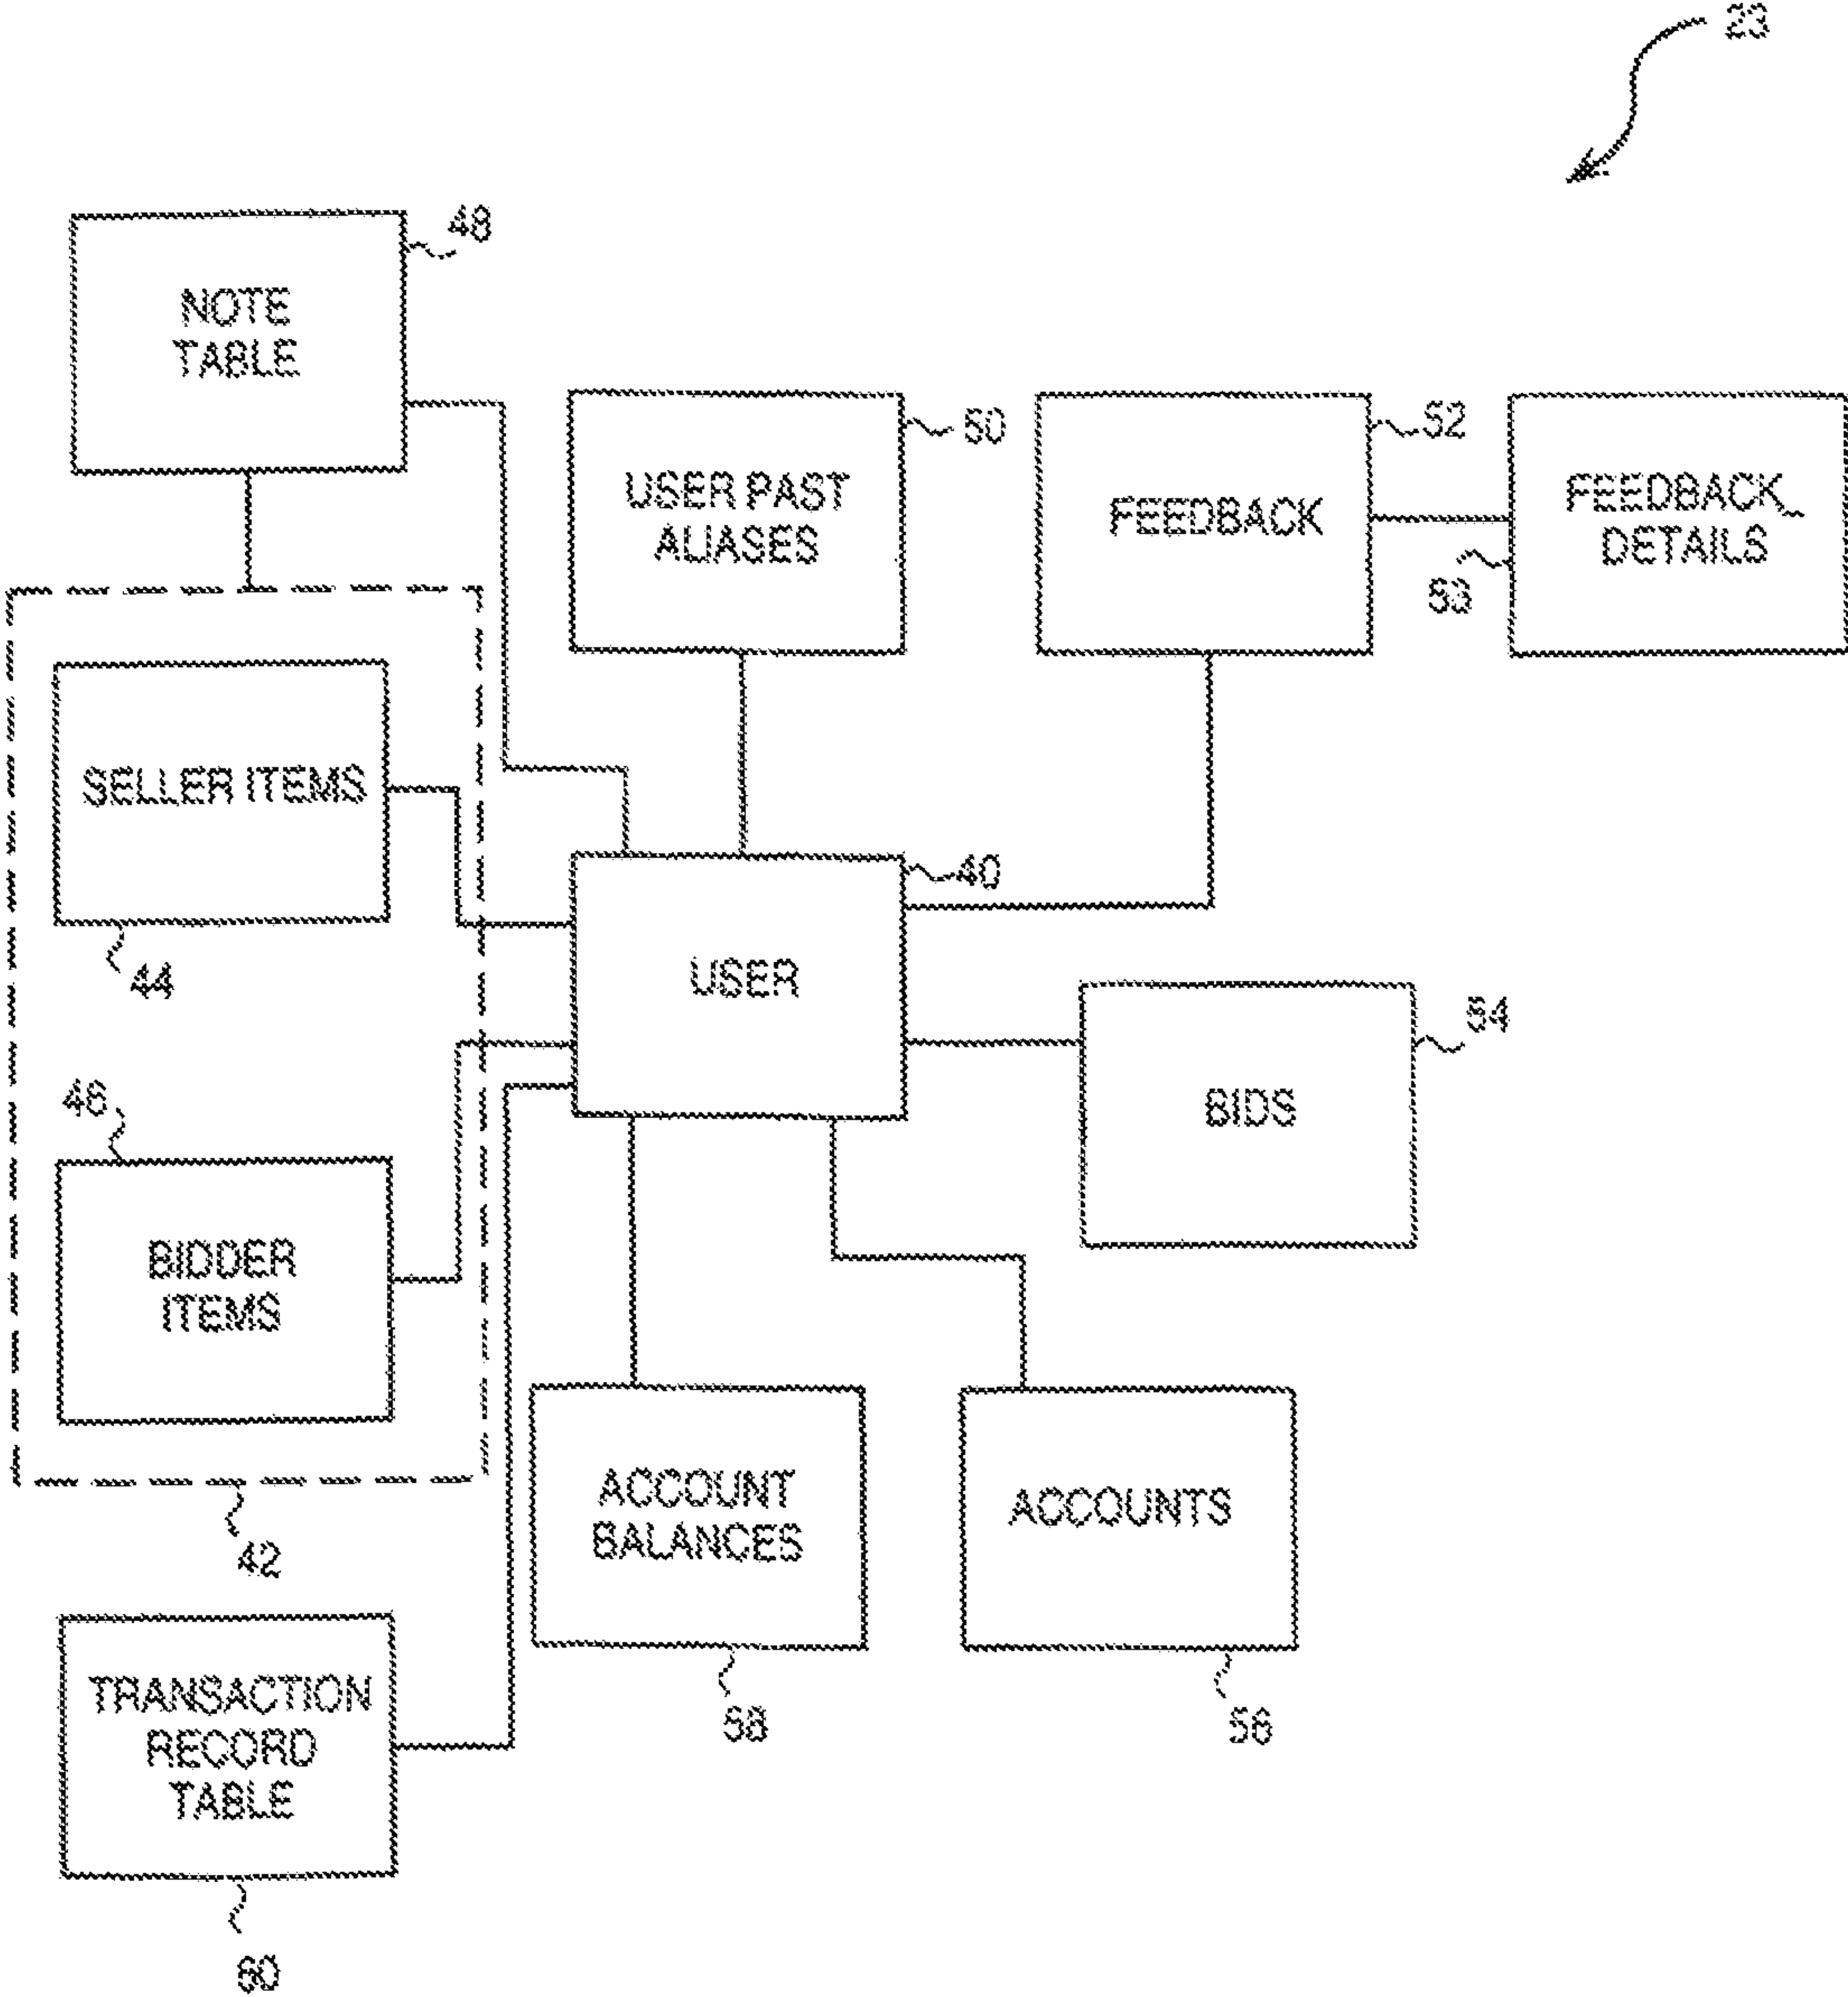 23
48
NOTE
TABLE
50
USER PAST
ALIASES
52
FEEDBACK
FEEDBACK_
DETAILS
53
SELLER ITEMS
44
40
USER
54
BIDS
46
BIDDER
ITEMS
42
ACCOUNT
BALANCES
58
ACCOUNTS
56
TRANSACTION
RECORD
TABLE
60